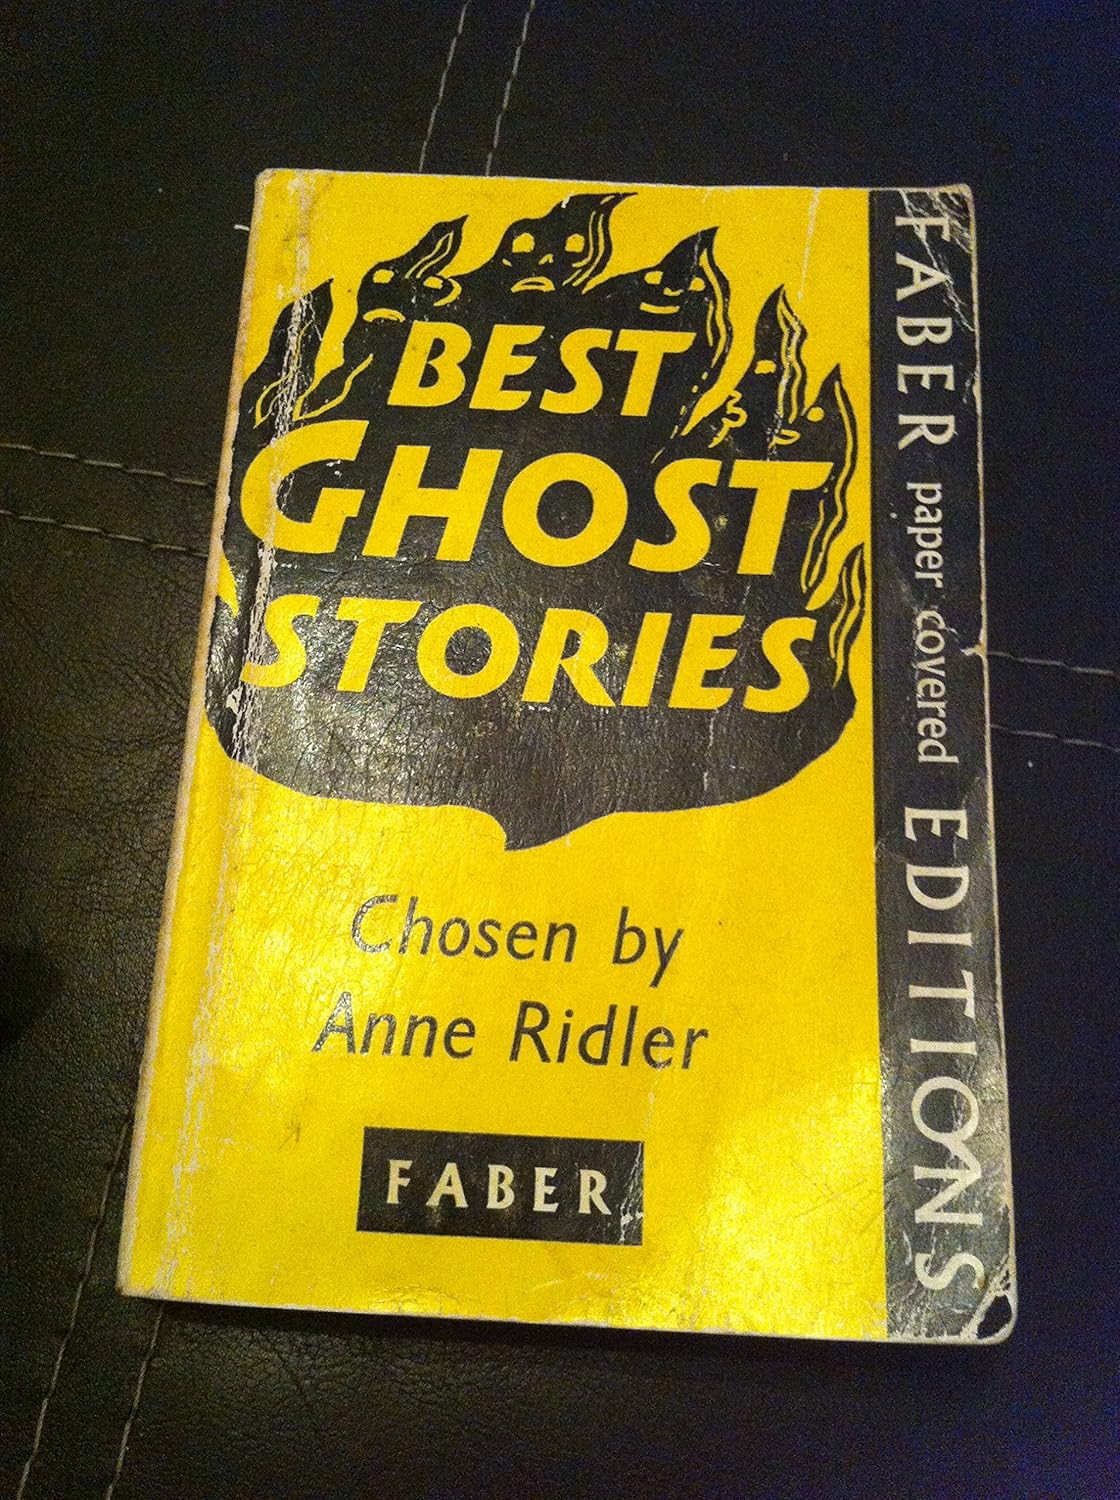 BEST
GHOST
STORIES
Chosen by
Anne Ridler
FABER
FABER paper covered EDITIONS